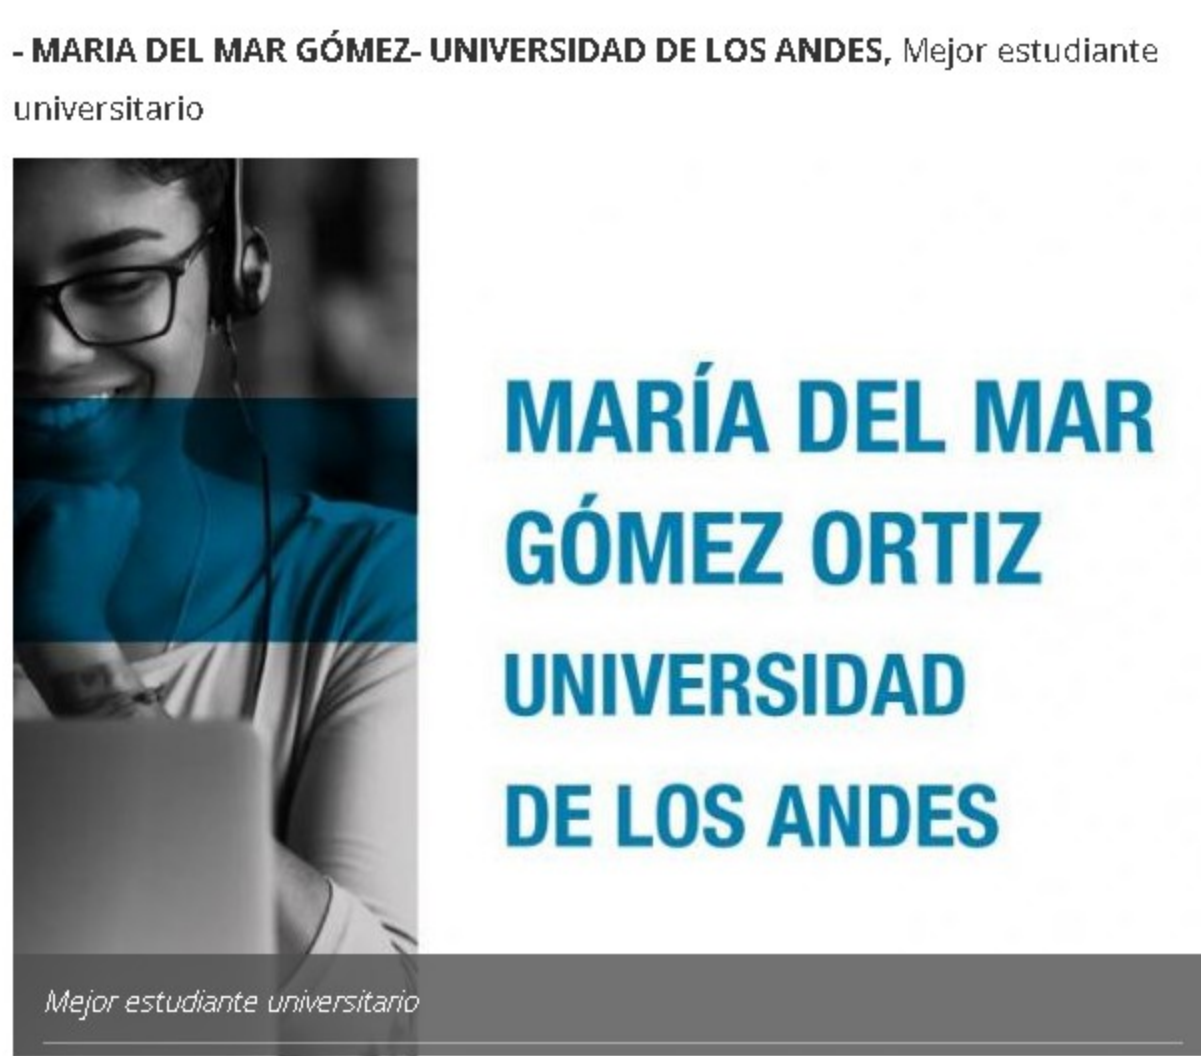 - MARIA DEL MAR GÓMEZ- UNIVERSIDAD DE LOS ANDES, Mejor estudiante
universitario
MARÍA DEL MAR
GÓMEZ ORTIZ
UNIVERSIDAD
DE LOS ANDES
Mejor estudiante universitario